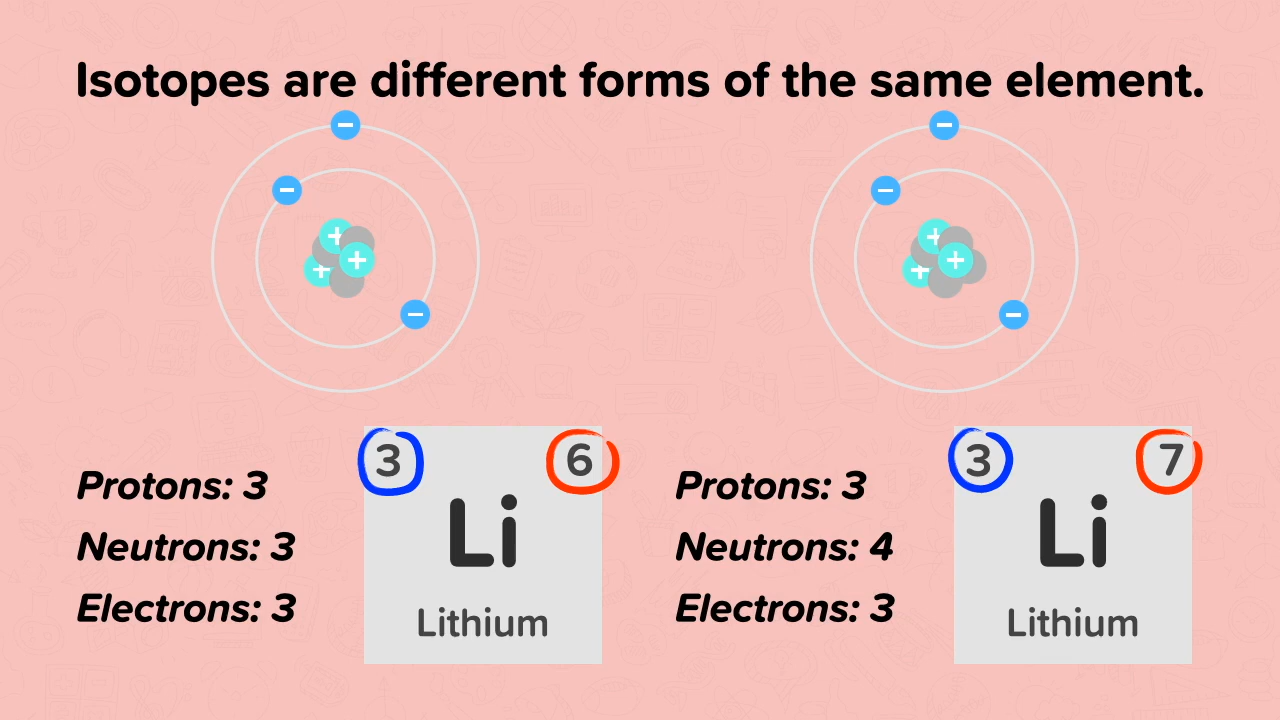 Isotopes are different forms of the same element.
−
−
+
+
+
−
−
−
+
+
+
−
Protons: 3
Neutrons: 3
Electrons: 3
3
6
Li
Lithium
Protons: 3
Neutrons: 4
Electrons: 3
3
7
Li
Lithium